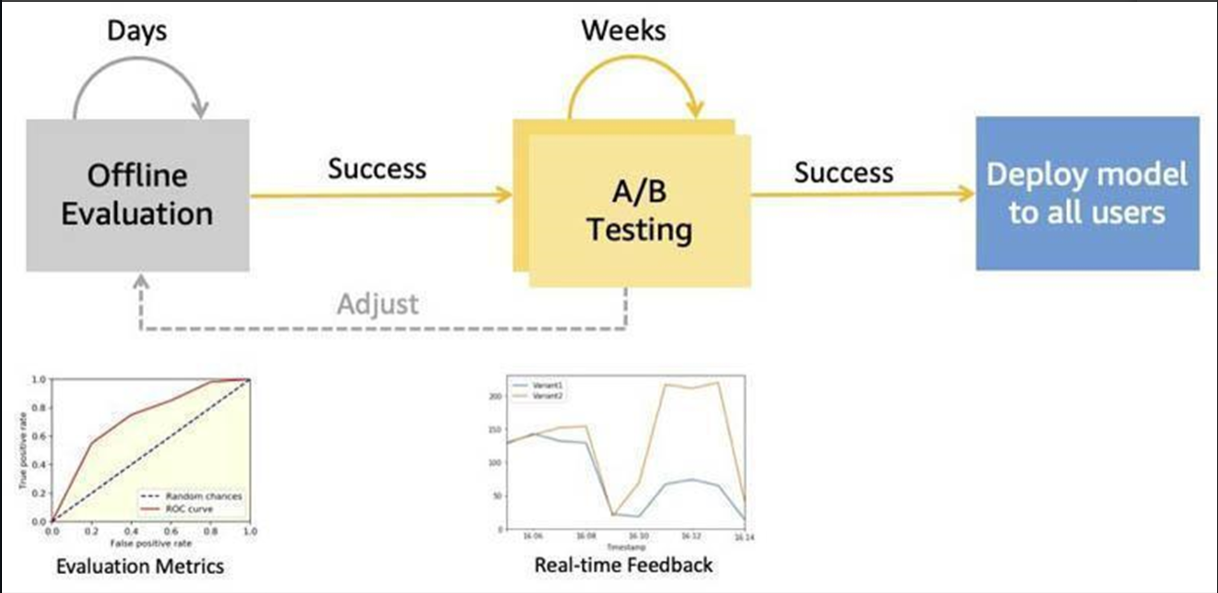 Days
Weeks
Offline
Evaluation
Success
A/B
Testing
Success
Deploy model
to all users
Adjust
1.0
0.8
0.6
0.4
0.2
0.0
True positive rate
Random chances
ROC curve
0.0 0.2 0.4 0.6 0.8 1.0
False positive rate
Evaluation Metrics
Variant1
Variant2
200
150
100
50
0
16:06 16:08 16:10 16:12 16:14
Timestamp
Real-time Feedback